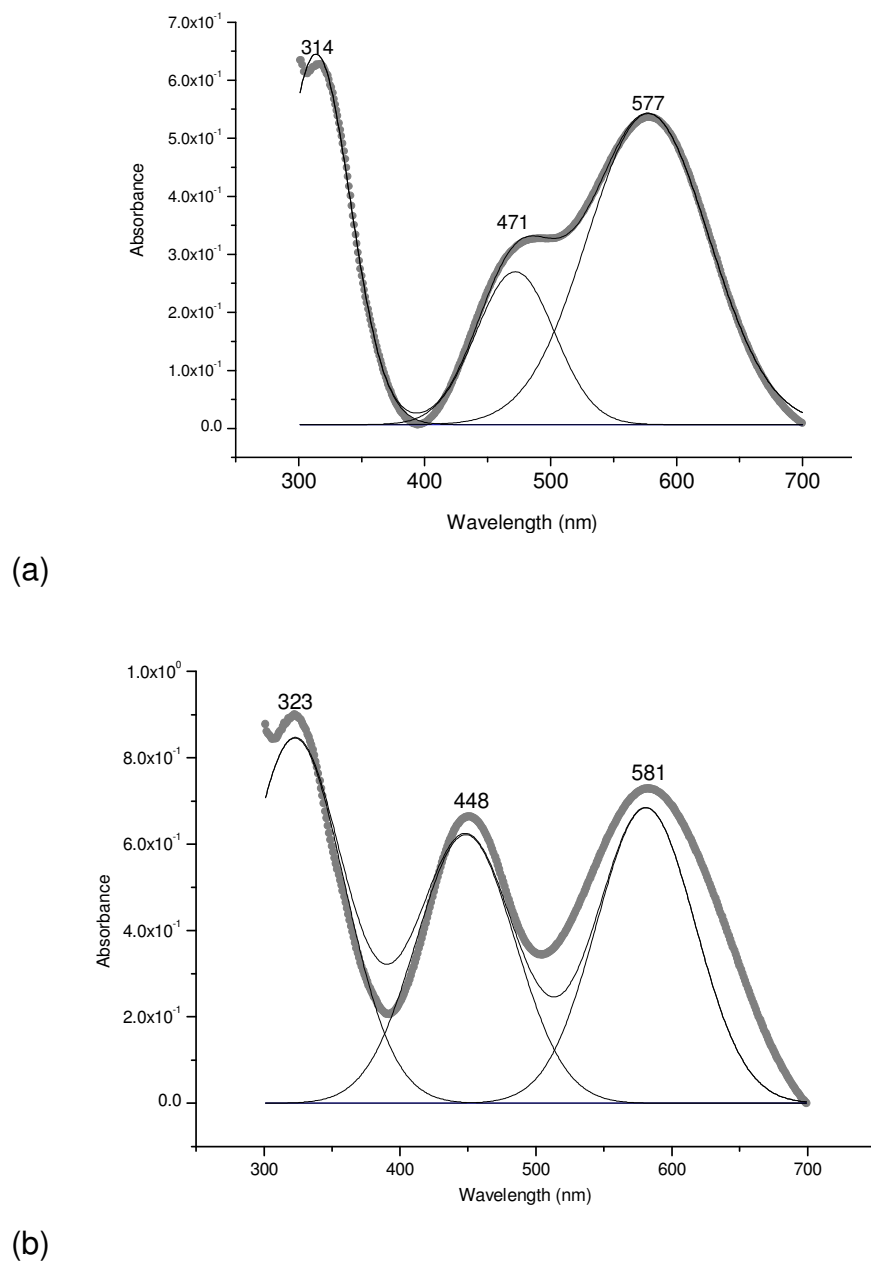 7.0x10⁻¹
314
6.0x10⁻¹
577
5.0x10⁻¹
4.0x10⁻¹
471
Absorbance
3.0x10⁻¹
2.0x10⁻¹
1.0x10⁻¹
0.0
300 400 500 600 700
Wavelength (nm)
(a)
1.0x10⁰
323
8.0x10⁻¹
448
581
6.0x10⁻¹
Absorbance
4.0x10⁻¹
2.0x10⁻¹
0.0
300 400 500 600 700
Wavelength (nm)
(b)